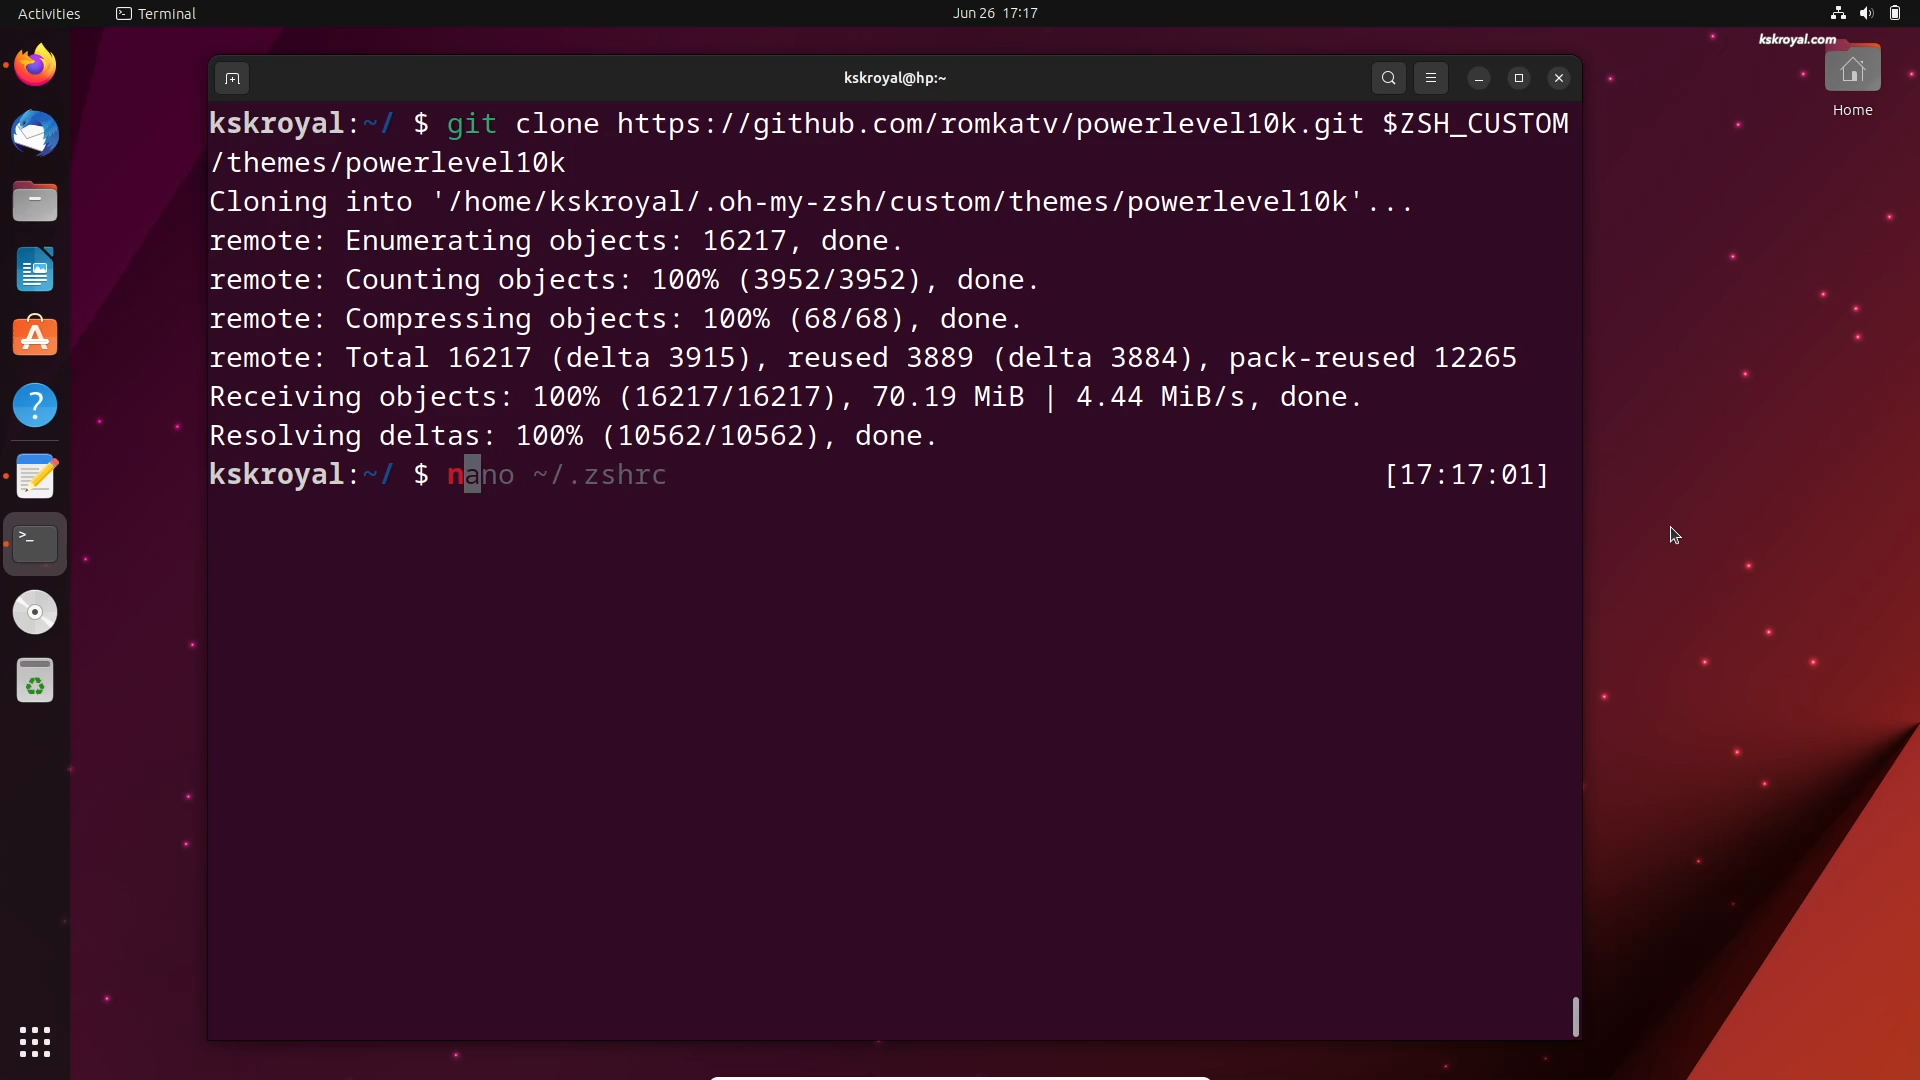 Activities
Terminal
Jun 26 17:17
kskroyal.com
Home
kskroyal@hp:~
kskroyal:~/ $ git clone https://github.com/romkatv/powerlevel10k.git $ZSH_CUSTOM
/themes/powerlevel10k
Cloning into '/home/kskroyal/.oh-my-zsh/custom/themes/powerlevel10k'...
remote: Enumerating objects: 16217, done.
remote: Counting objects: 100% (3952/3952), done.
remote: Compressing objects: 100% (68/68), done.
remote: Total 16217 (delta 3915), reused 3889 (delta 3884), pack-reused 12265
Receiving objects: 100% (16217/16217), 70.19 MiB | 4.44 MiB/s, done.
Resolving deltas: 100% (10562/10562), done.
kskroyal:~/ $ nano ~/.zshrc [17:17:01]